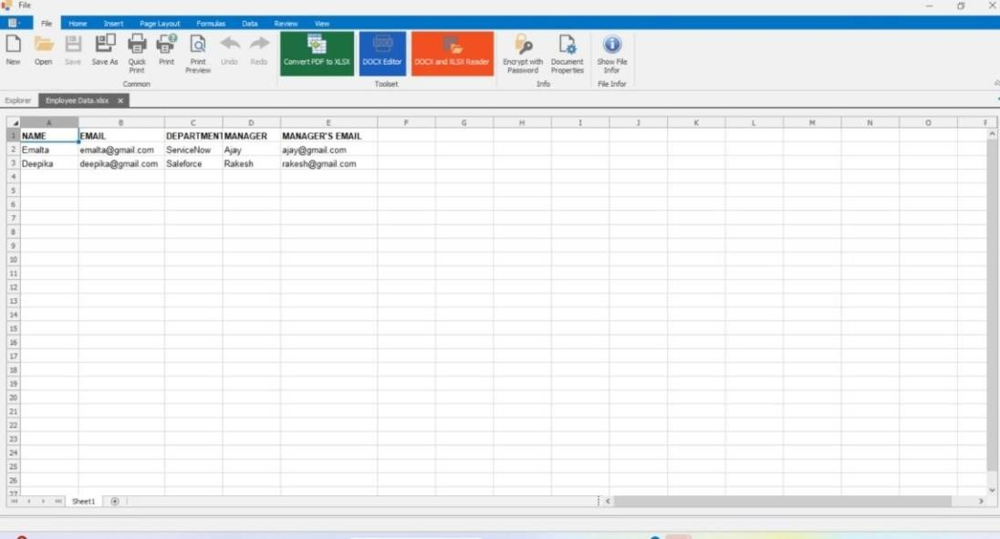 File
File Home Insert Page Layout Formulas Data Review View
New Open Save Save As Quick Print Print Print Preview Undo Redo Convert PDF to XLSX DOCX Editor DOCX and XLSX Reader Encrypt with Password Document Properties Show File Infor
Common Toolset Info File Infor
Explorer Employee Data.xlsx
A B C D E F G H I J K L M N O P
1 NAME EMAIL DEPARTMENT MANAGER MANAGER'S EMAIL
2 Emalta emalta@gmail.com ServiceNow Ajay ajay@gmail.com
3 Deepika deepika@gmail.com Saleforce Rakesh rakesh@gmail.com
4
5
6
7
8
9
10
11
12
13
14
15
16
17
18
19
20
21
22
23
24
25
26
27
Sheet1